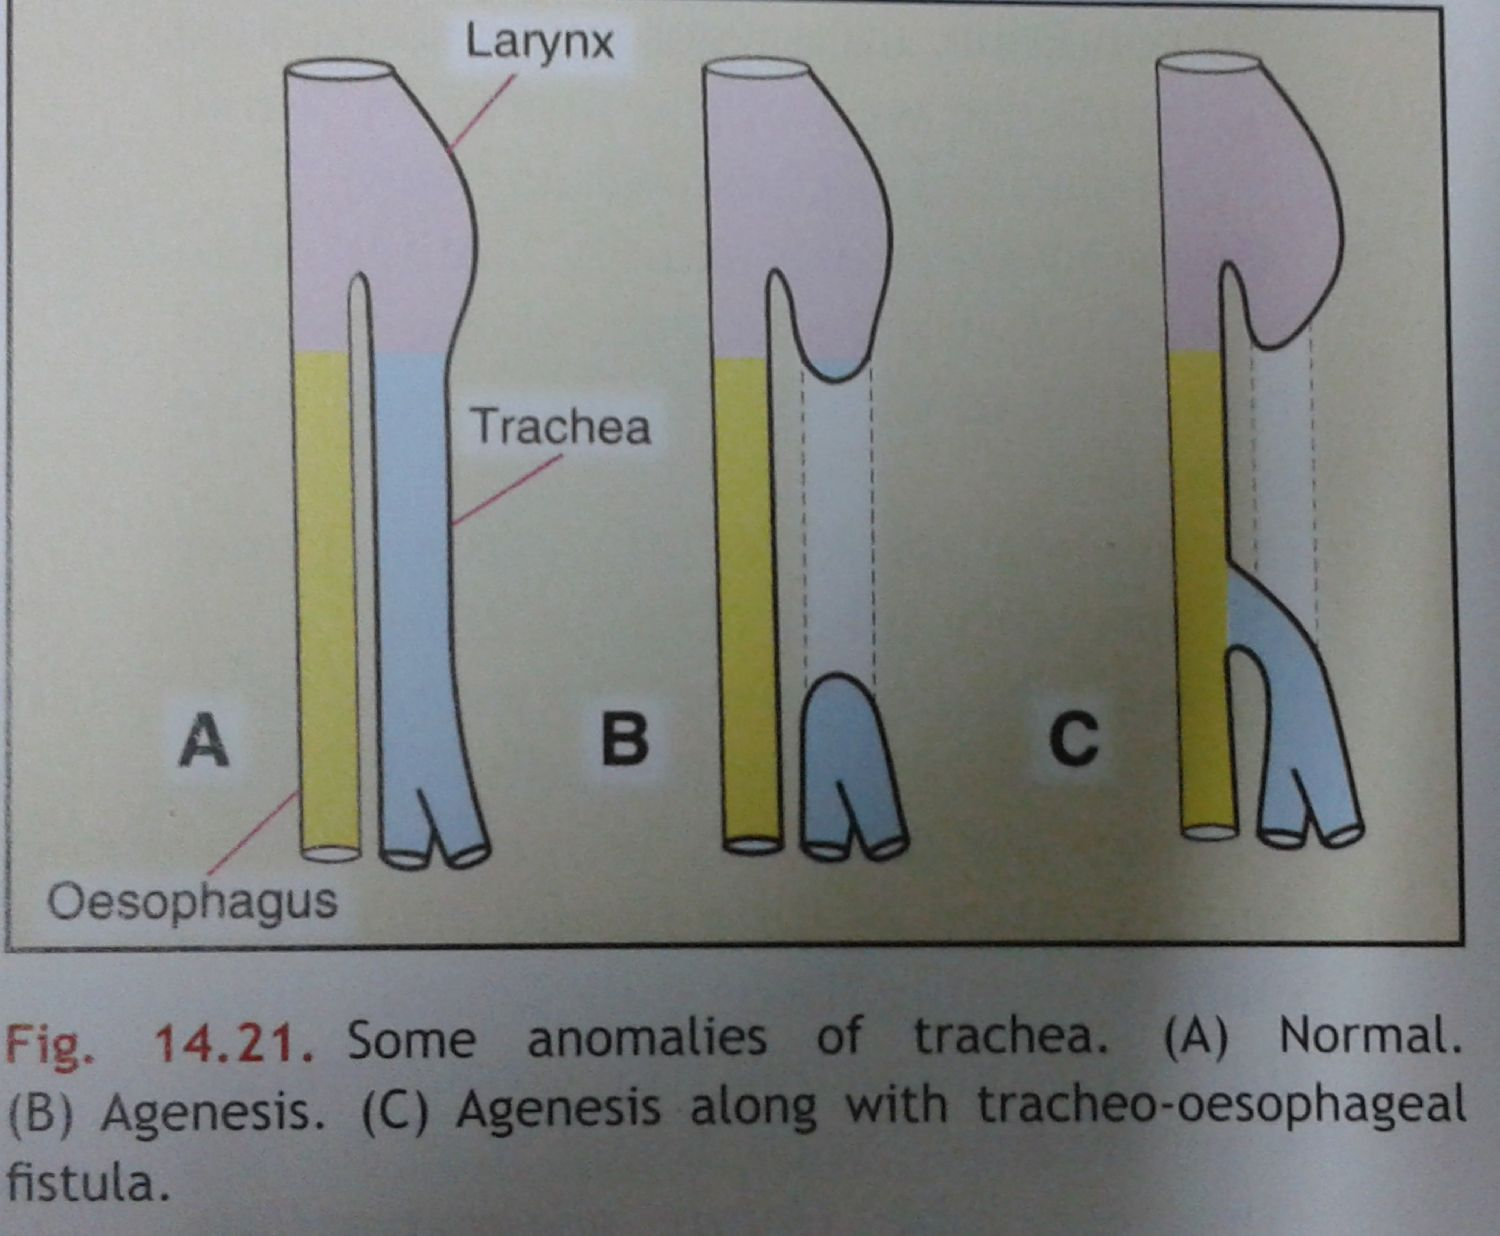 Larynx
Trachea
A
B
C
Oesophagus
Fig. 14.21. Some anomalies of trachea. (A) Normal.
(B) Agenesis. (C) Agenesis along with tracheo-oesophageal
fistula.